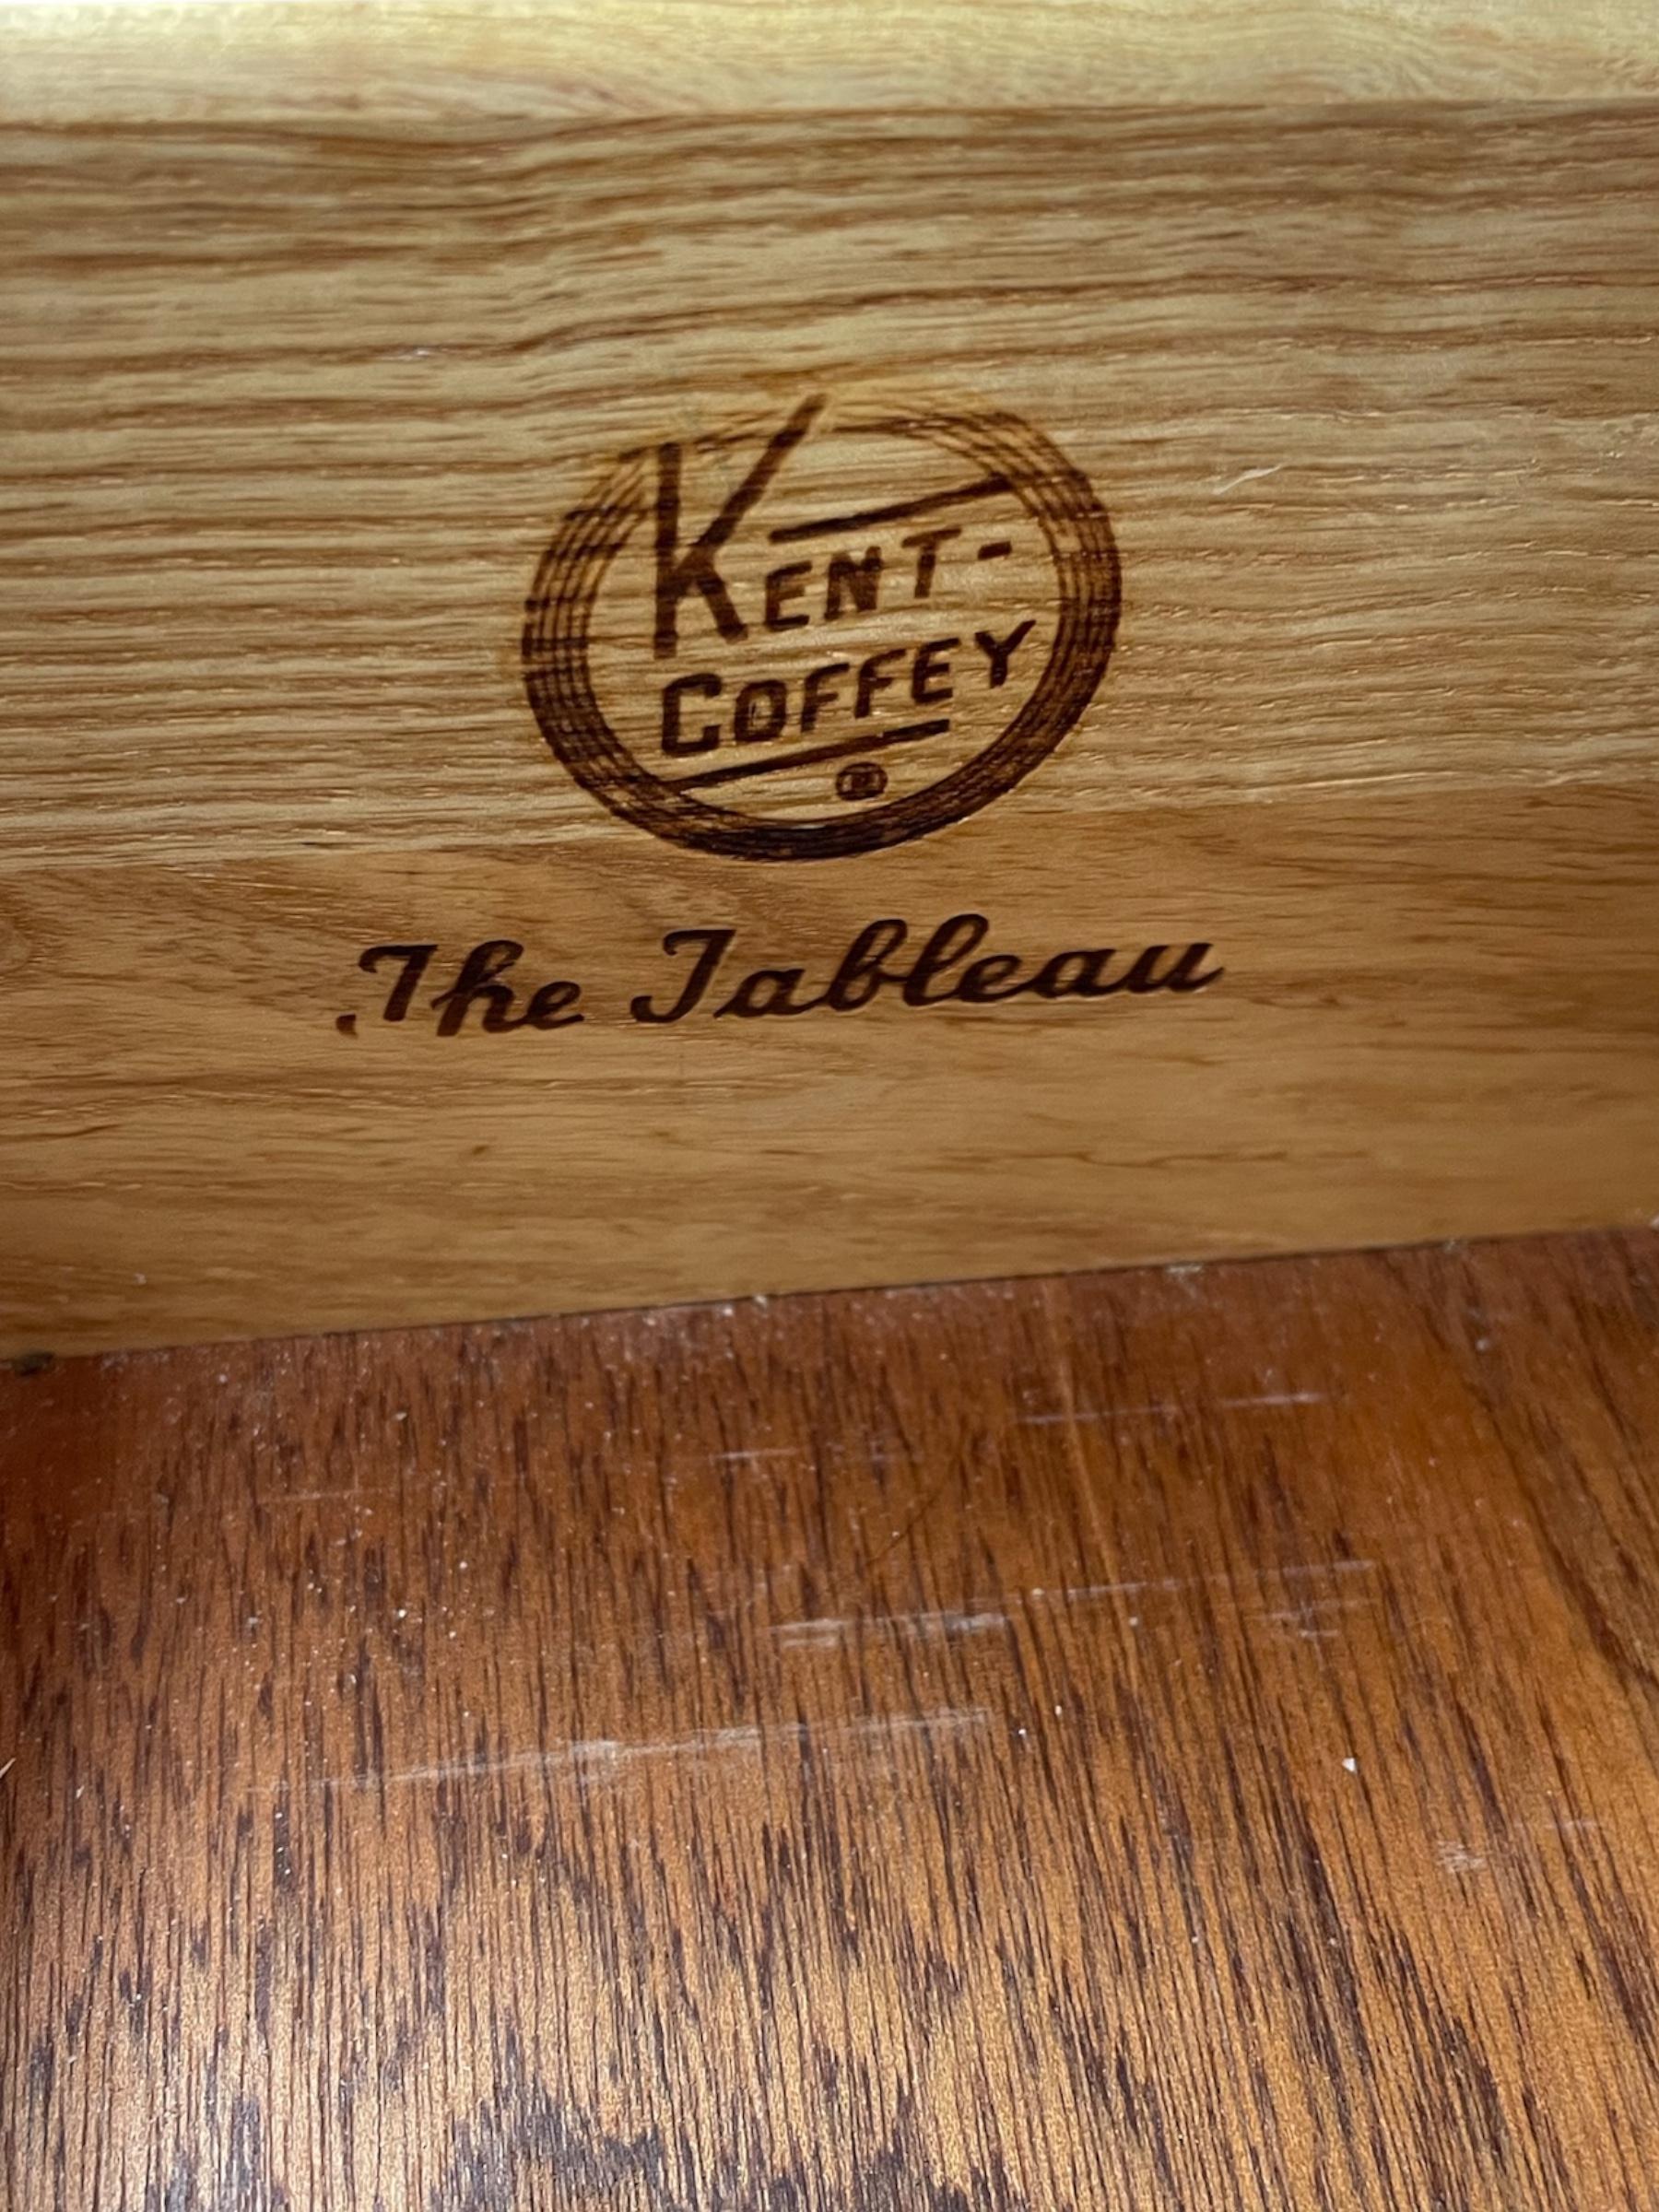 KENT-
COFFEY
®
The Tableau